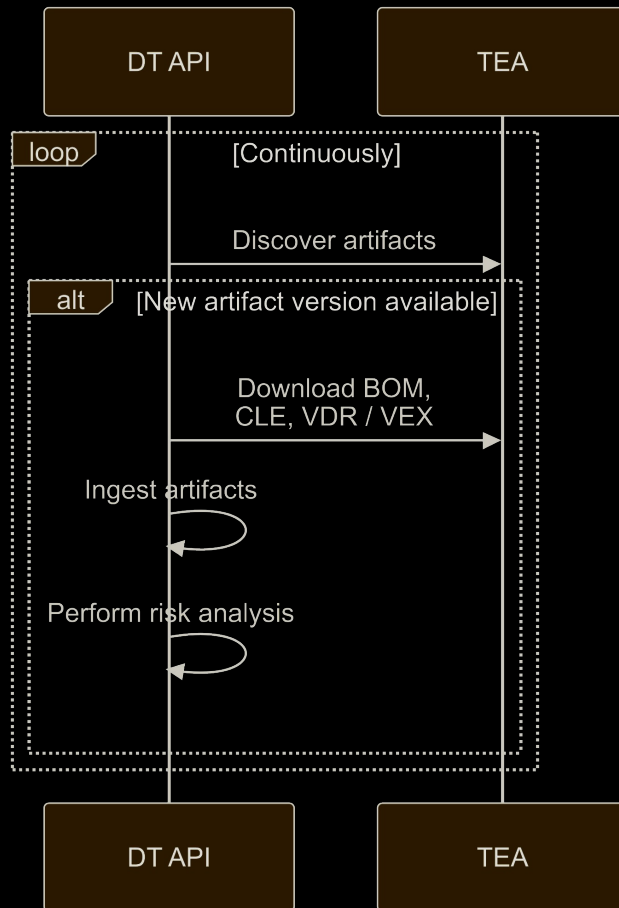 DT API
TEA
loop
[Continuously]
Discover artifacts
alt
[New artifact version available]
Download BOM,
CLE, VDR / VEX
Ingest artifacts
Perform risk analysis
DT API
TEA